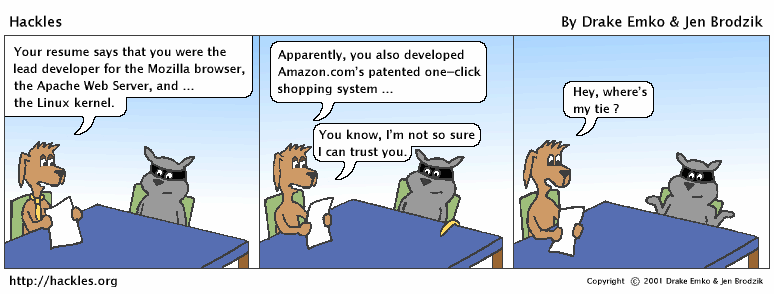 Hackles
By Drake Emko & Jen Brodzik
Your resume says that you were the
lead developer for the Mozilla browser,
the Apache Web Server, and ...
the Linux kernel.
Apparently, you also developed
Amazon.com's patented one-click
shopping system ...
You know, I'm not so sure
I can trust you.
Hey, where's
my tie ?
http://hackles.org
Copyright © 2001 Drake Emko & Jen Brodzik